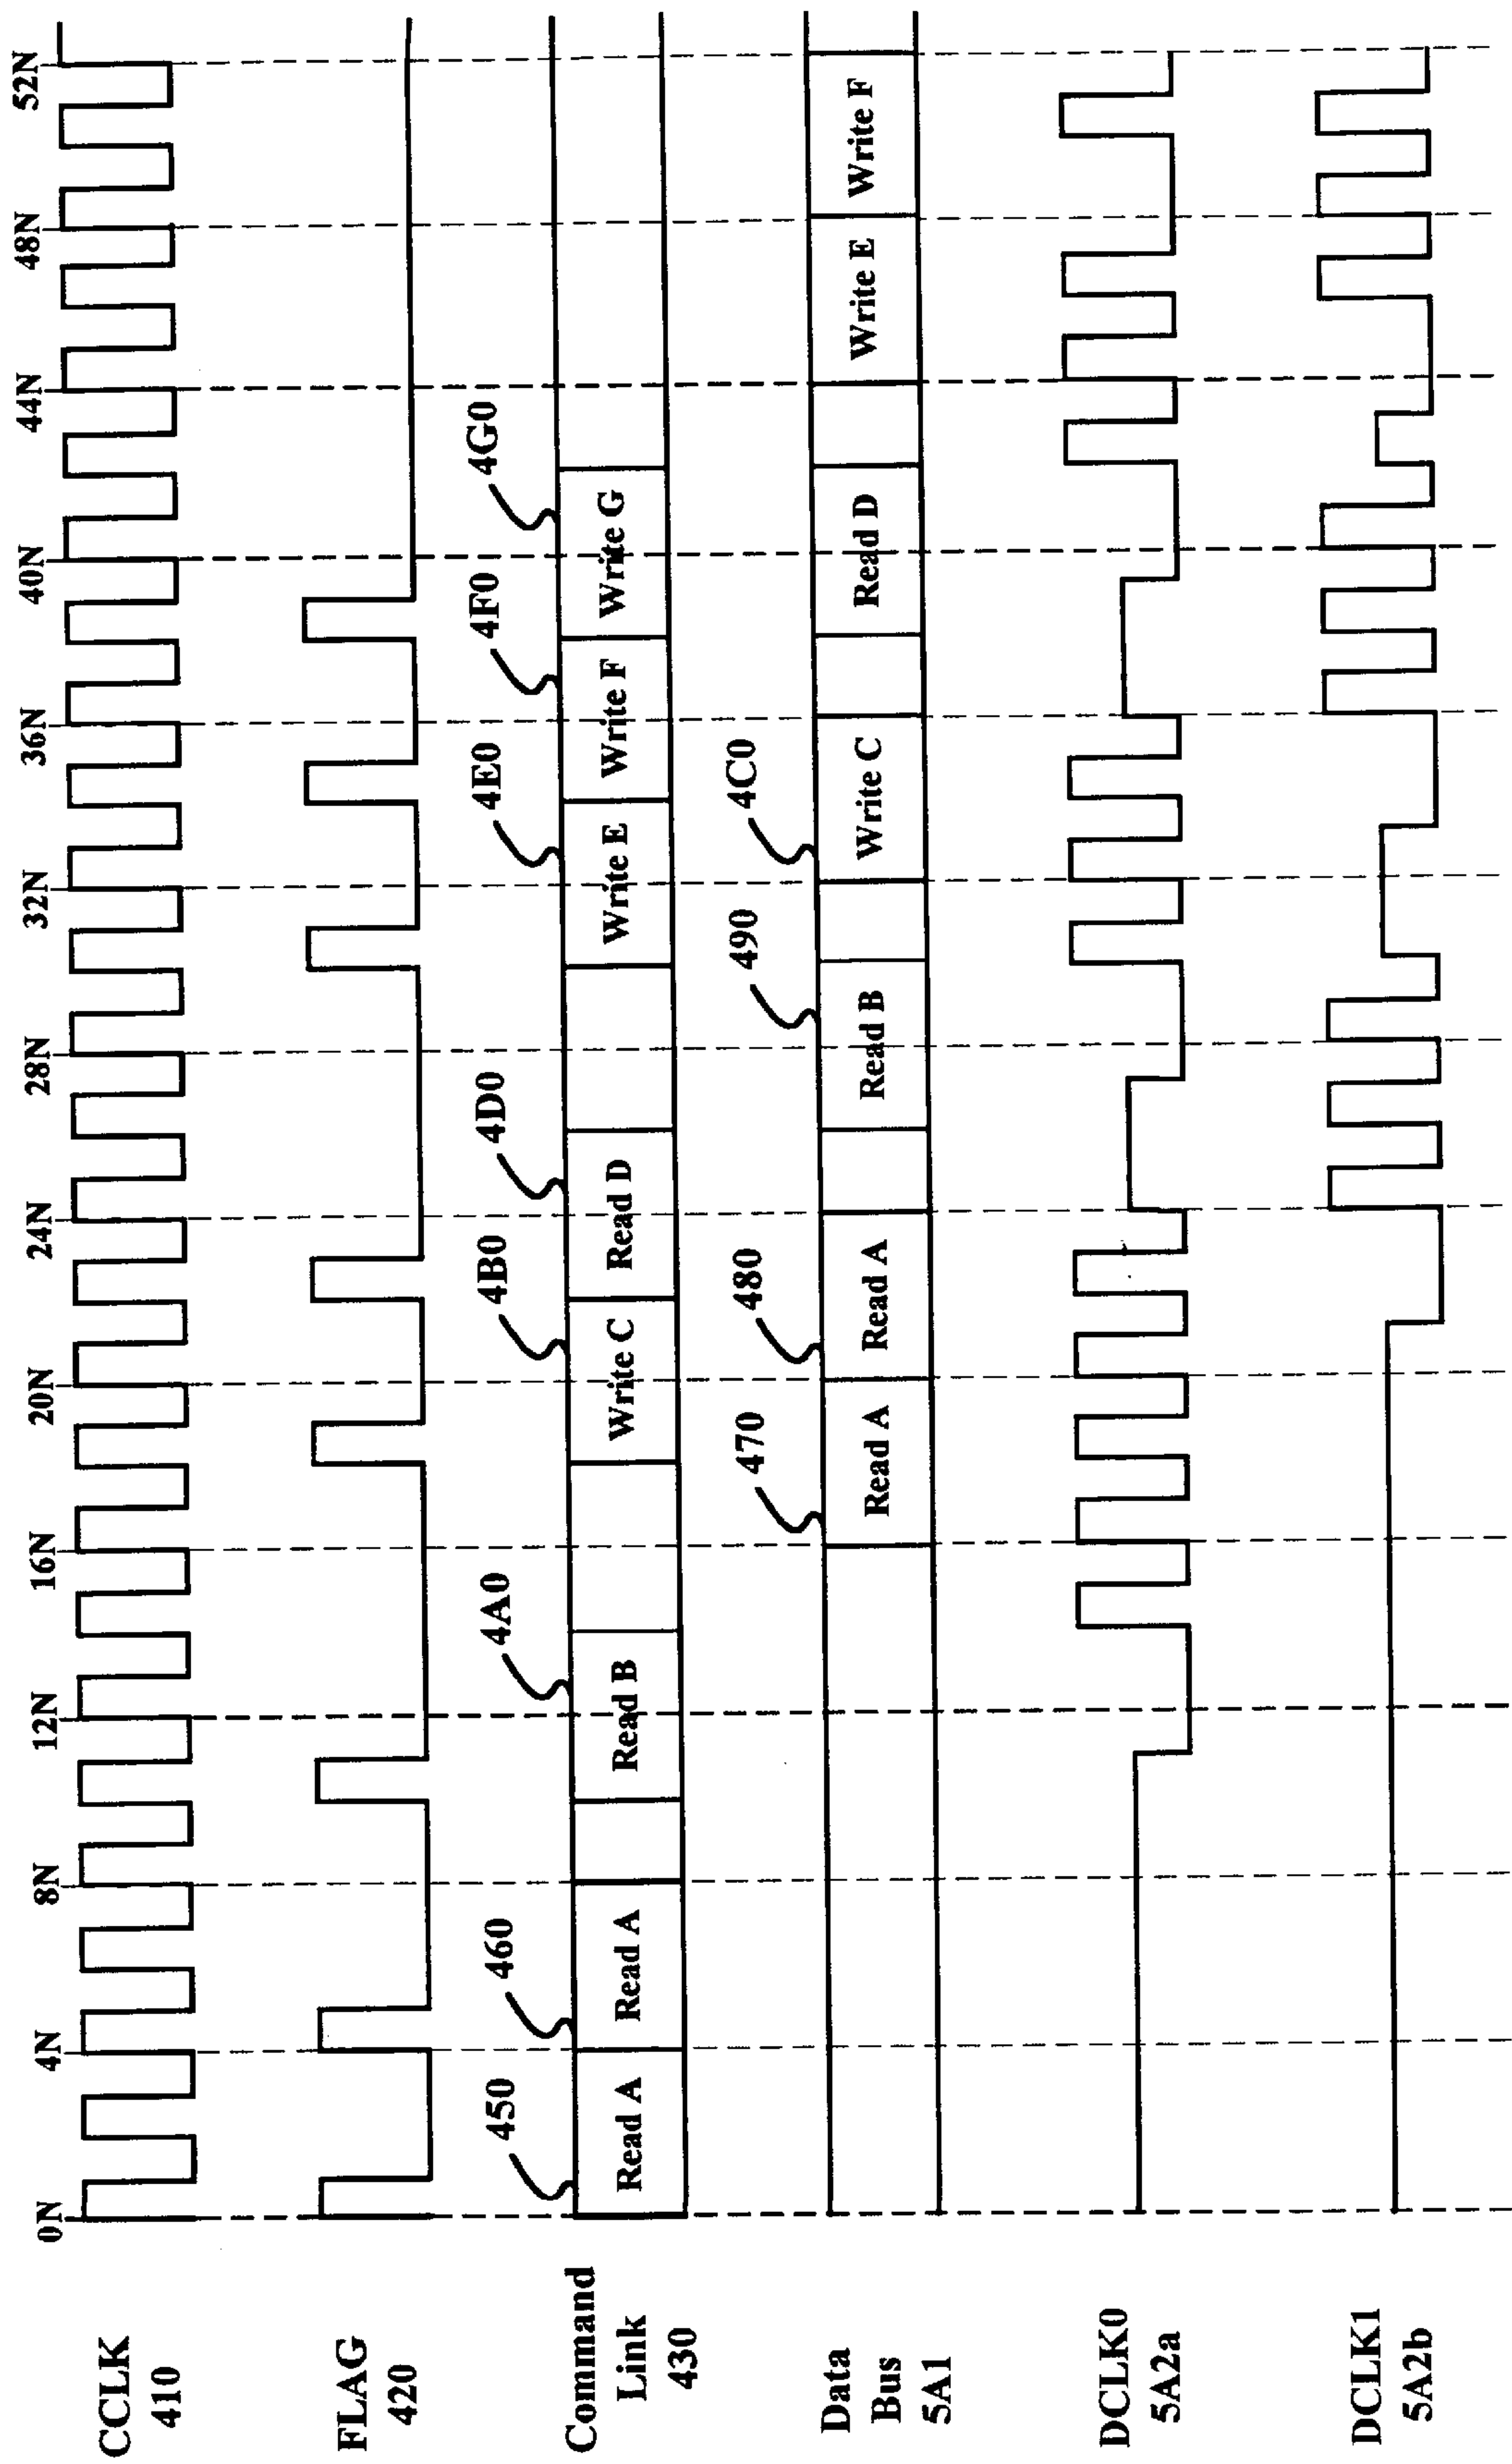 0N 4N 8N 12N 16N 20N 24N 28N 32N 36N 40N 44N 48N 52N
CCLK
410
FLAG
420
450 460 4A0 4B0 4D0 4E0 4F0 4G0
Command
Link
430
Read A Read A Read B Write C Read D Write E Write F Write G
470 480 490 4C0
Data
Bus
5A1
Read A Read A Read B Write C Read D Write E Write F
DCLK0
5A2a
DCLK1
5A2b